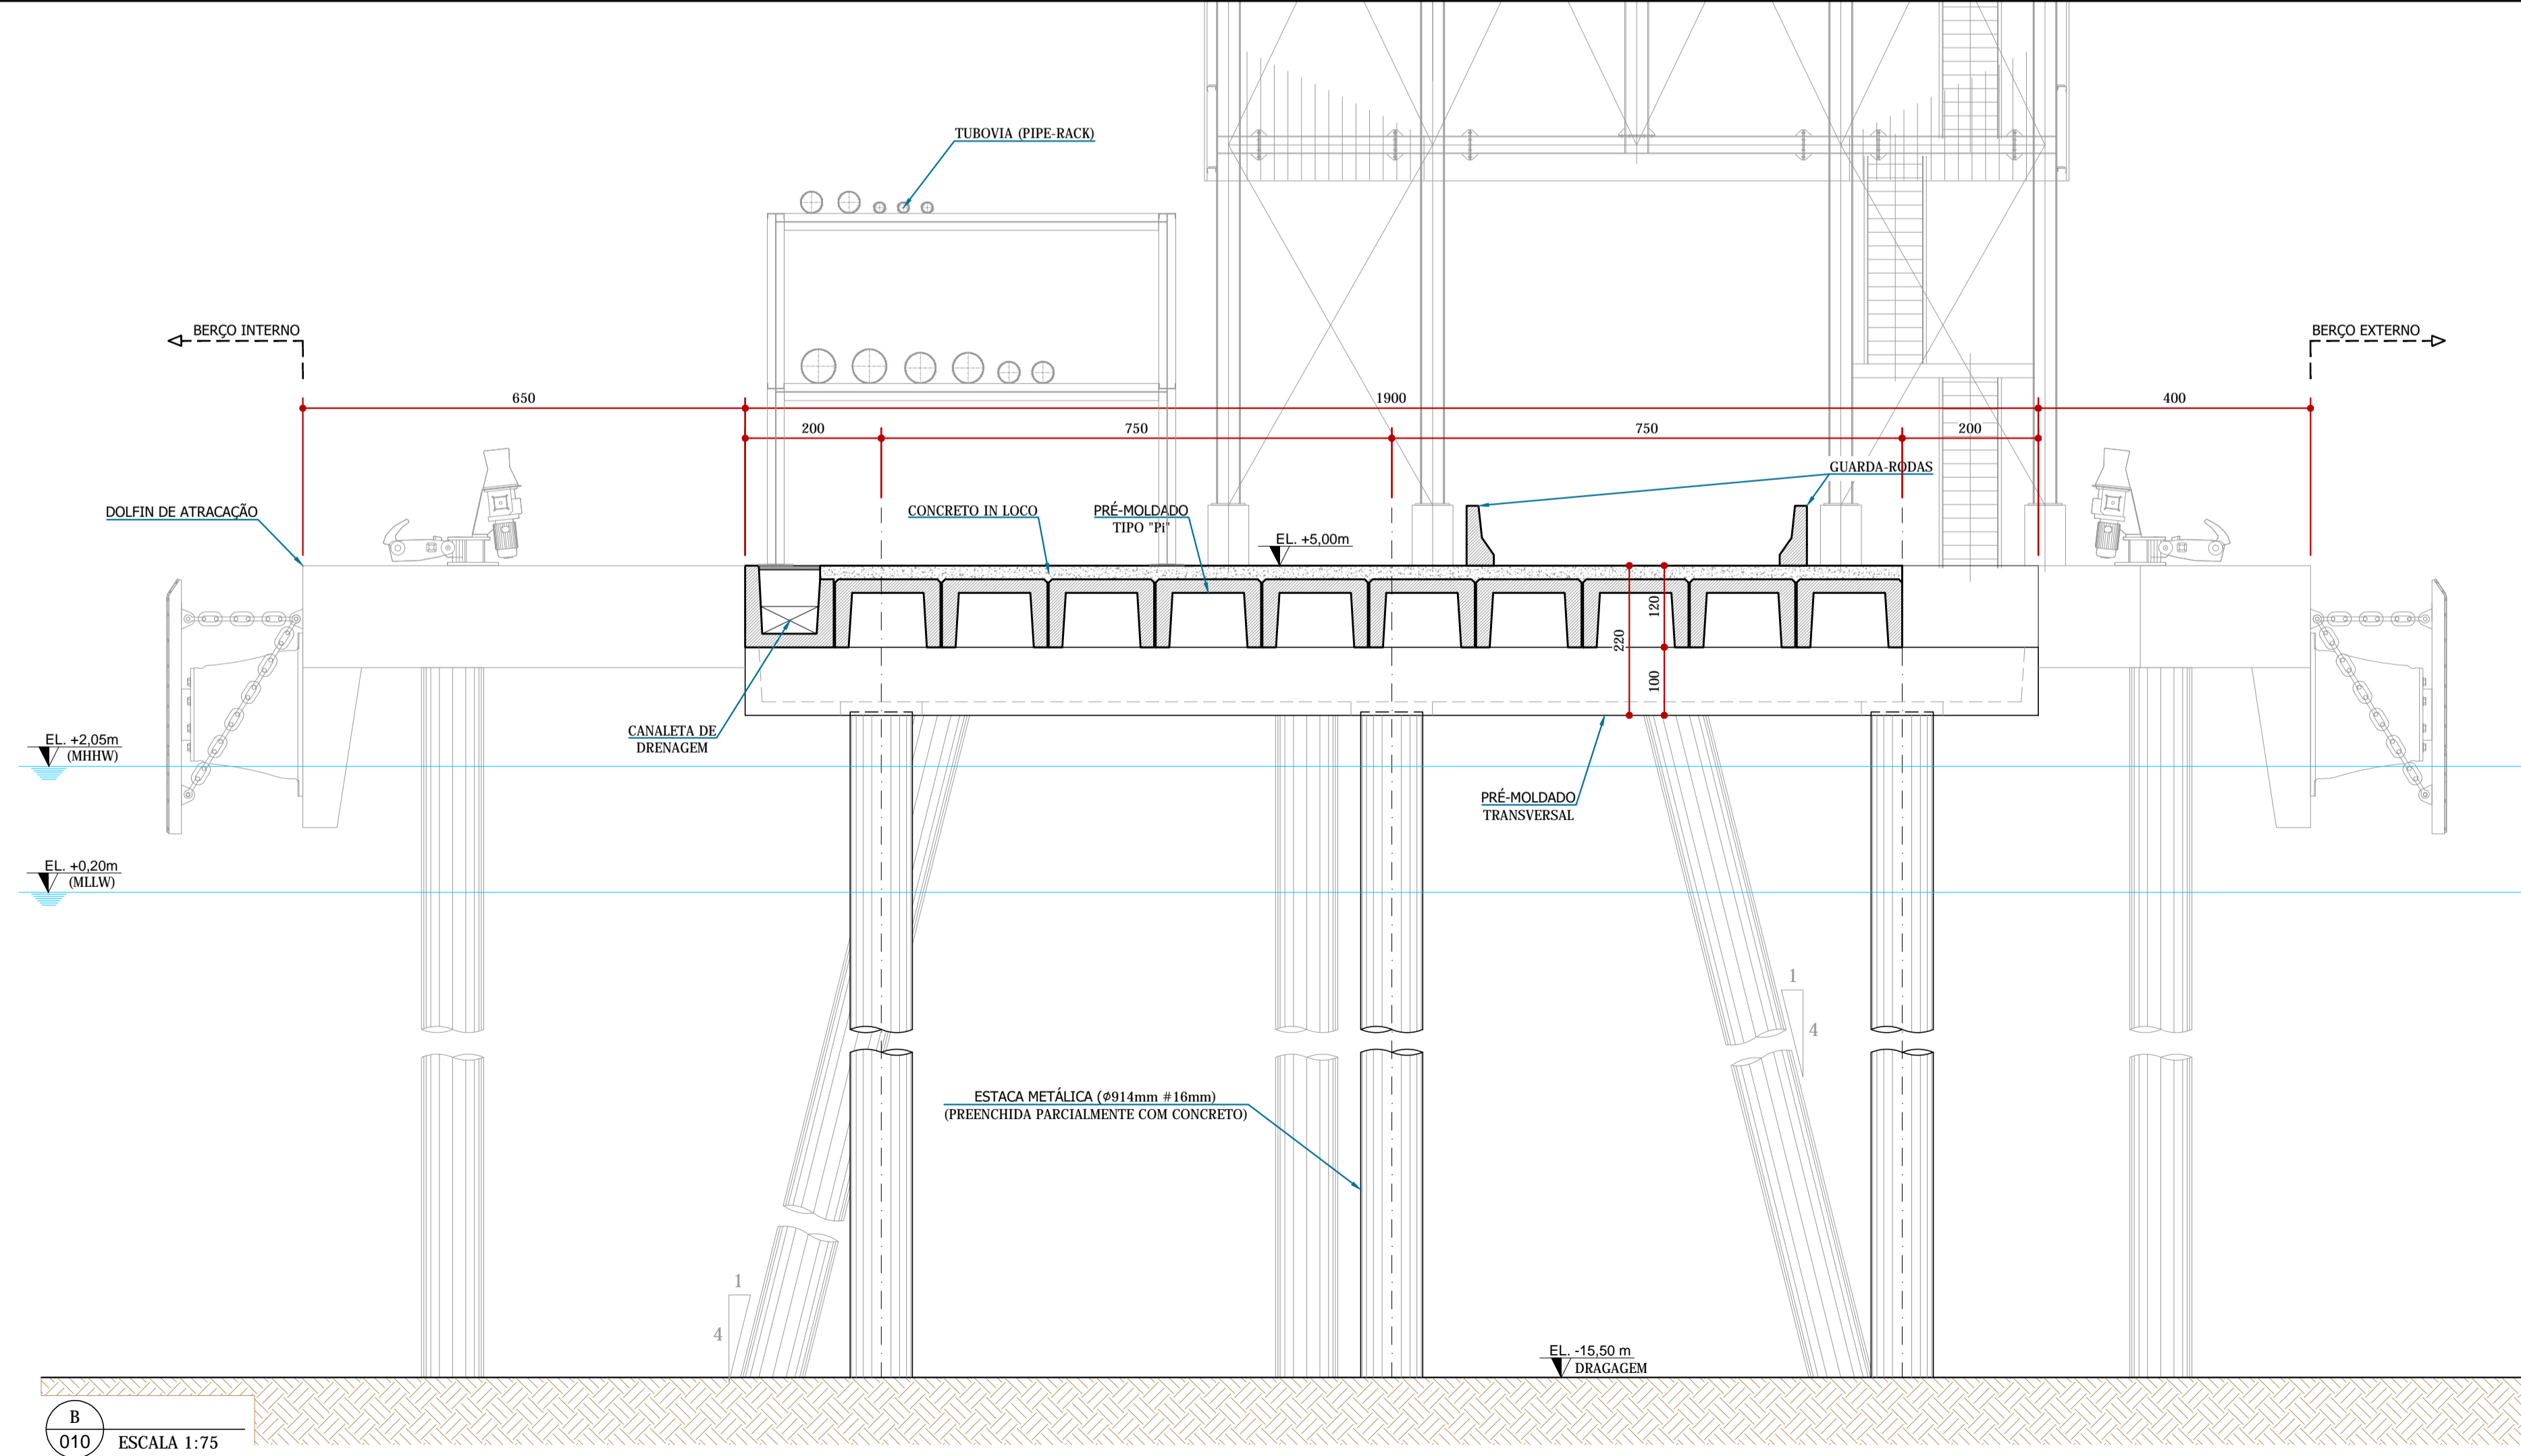 TUBOVIA (PIPE-RACK)
BERÇO INTERNO
BERÇO EXTERNO
650
1900
400
200
750
750
200
GUARDA-RODAS
DOLFIN DE ATRACAÇÃO
CONCRETO IN LOCO
PRÉ-MOLDADO
TIPO "Pi"
EL. +5,00m
120
220
100
CANALETA DE
DRENAGEM
EL. +2,05m
(MHHW)
PRÉ-MOLDADO
TRANSVERSAL
EL. +0,20m
(MLLW)
1
4
ESTACA METÁLICA (Ø914mm #16mm)
(PREENCHIDA PARCIALMENTE COM CONCRETO)
1
4
EL. -15,50 m
DRAGAGEM
B
010
ESCALA 1:75